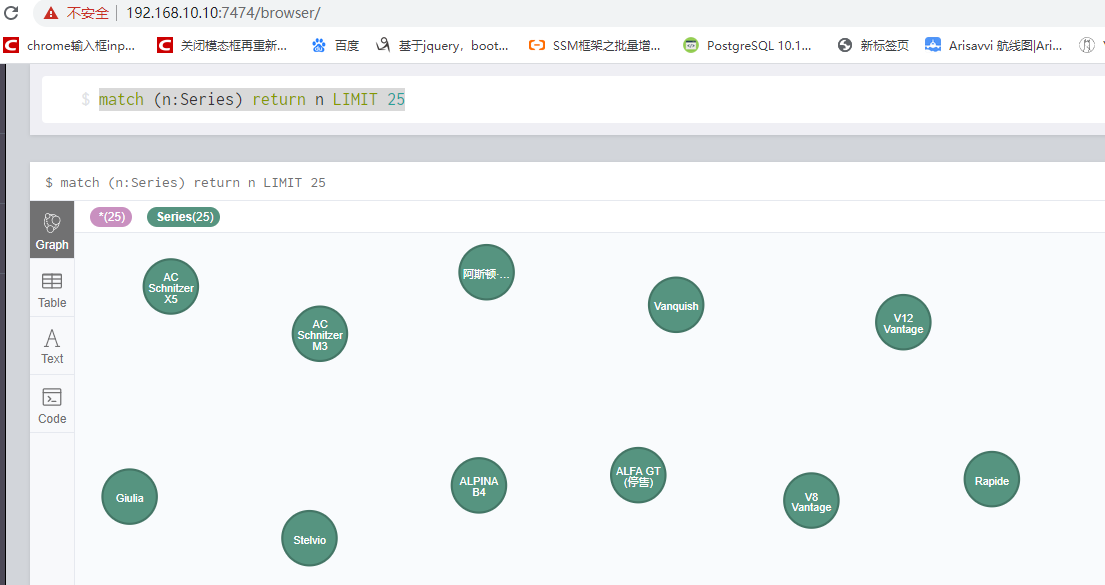 不安全 192.168.10.10:7474/browser/
chrome输入框inp... 关闭模态框再重新... 百度 基于jquery，boot... SSM框架之批量增... PostgreSQL 10.1... 新标签页 Arisavvi 航线图|Ari...
$ match (n:Series) return n LIMIT 25
$ match (n:Series) return n LIMIT 25
*(25) Series(25)
Graph
Table
Text
Code
AC
Schnitzer
X5
AC
Schnitzer
M3
阿斯顿·...
Vanquish
V12
Vantage
Giulia
Stelvio
ALPINA
B4
ALFA GT
(停售)
V8
Vantage
Rapide